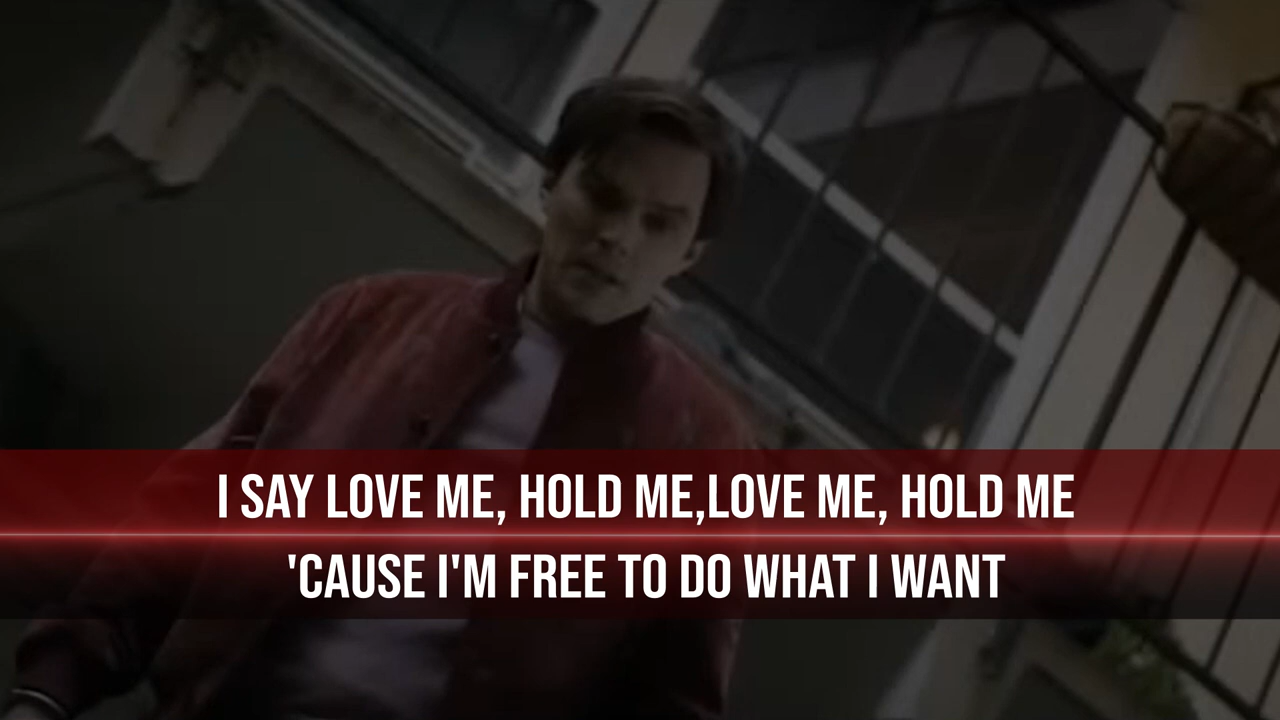 I SAY LOVE ME, HOLD ME,LOVE ME, HOLD ME
'CAUSE I'M FREE TO DO WHAT I WANT